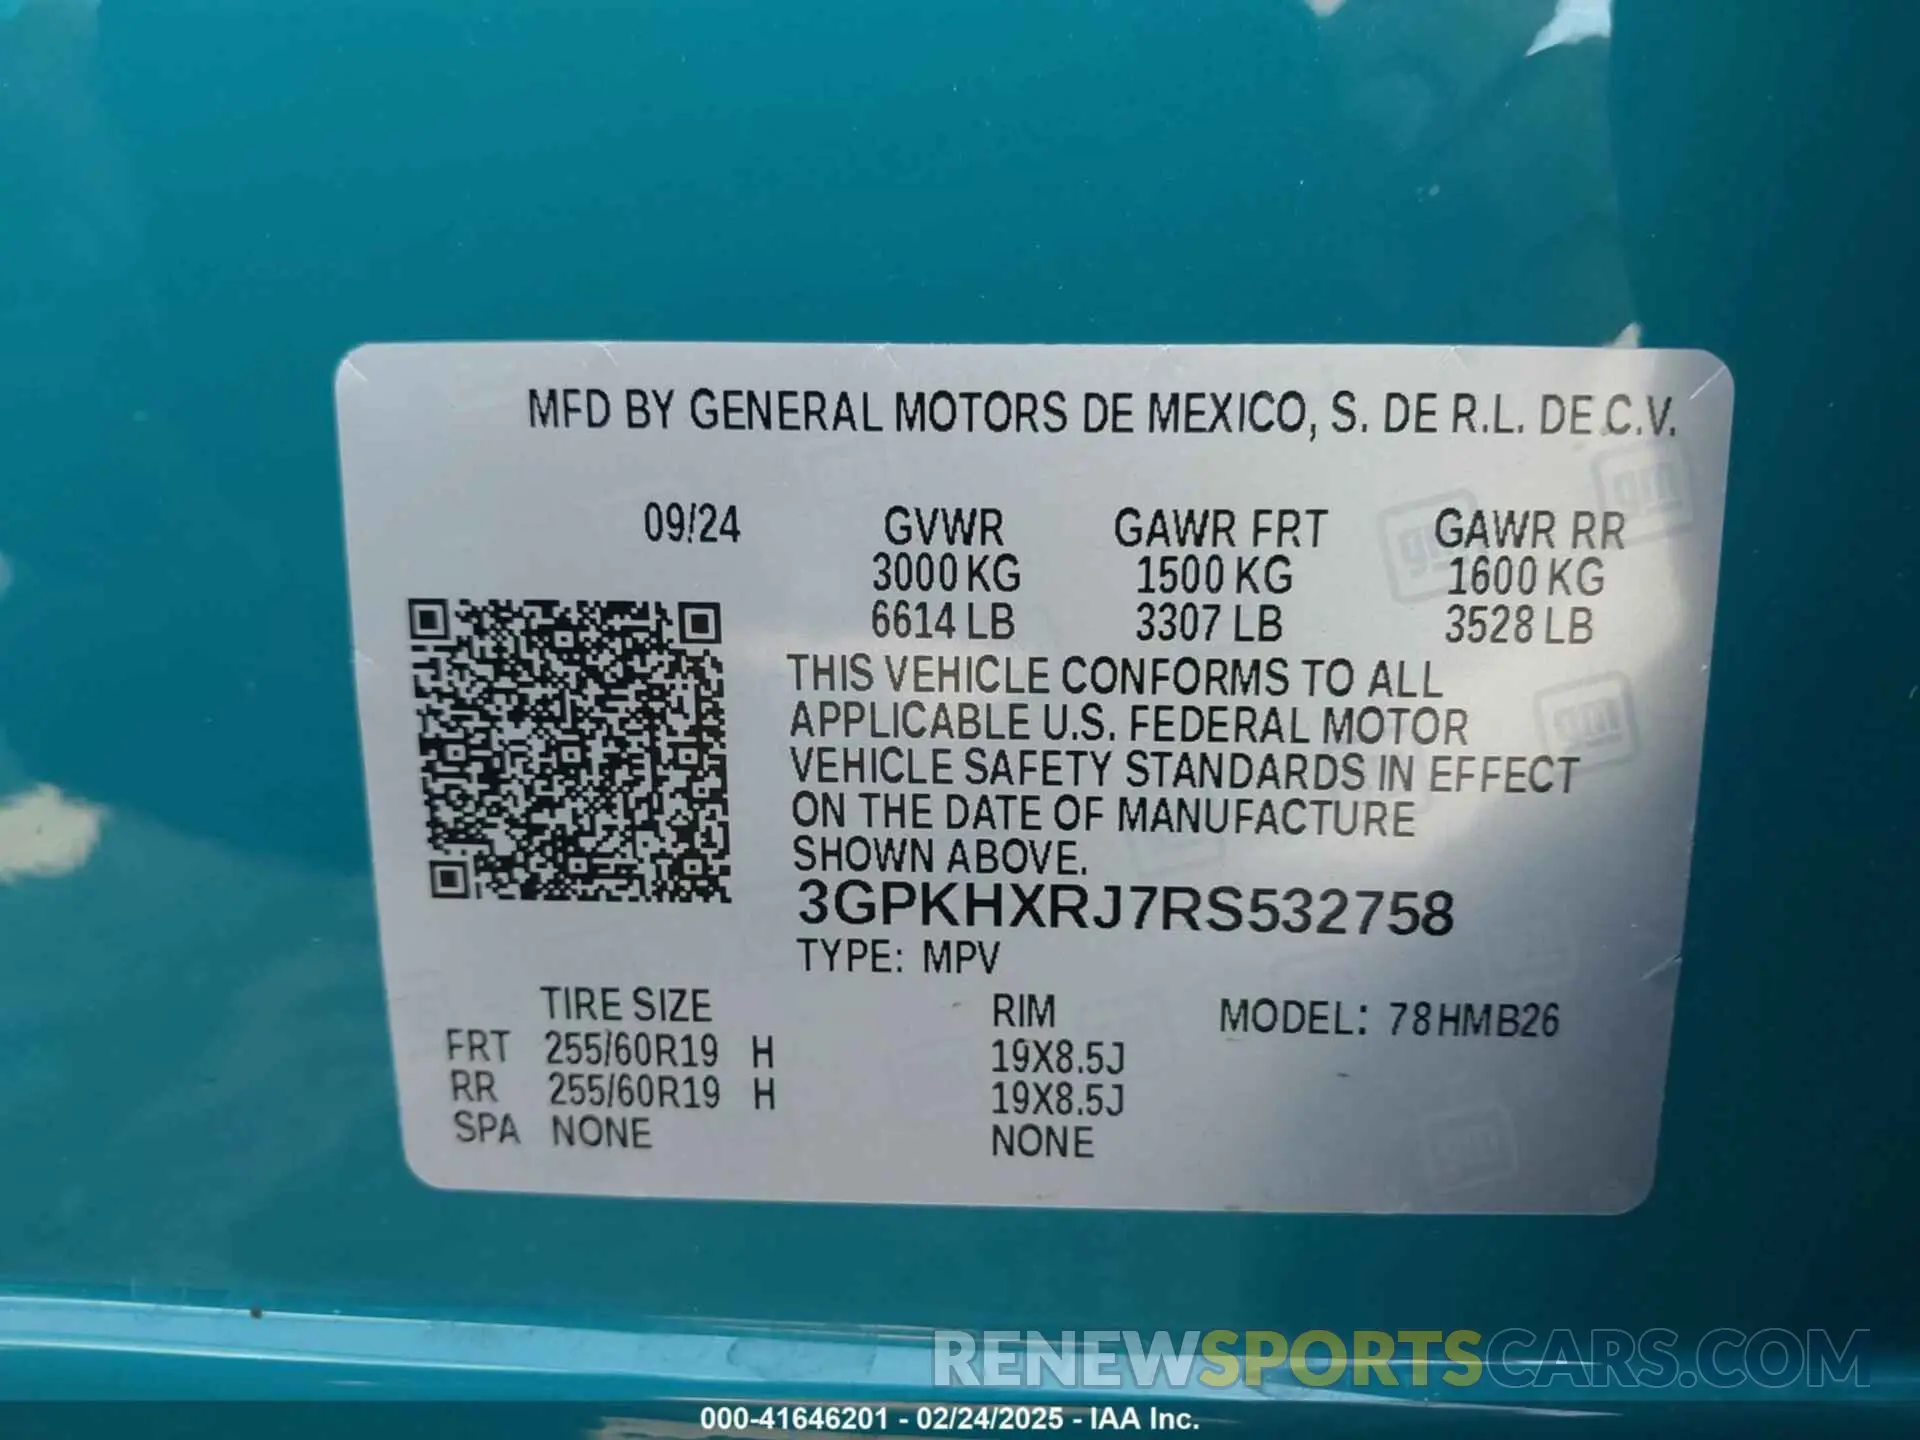 MFD BY GENERAL MOTORS DE MEXICO, S. DE R.L. DE C.V.
09/24 GVWR GAWR FRT GAWR RR
3000 KG 1500 KG 1600 KG
6614 LB 3307 LB 3528 LB
THIS VEHICLE CONFORMS TO ALL
APPLICABLE U.S. FEDERAL MOTOR
VEHICLE SAFETY STANDARDS IN EFFECT
ON THE DATE OF MANUFACTURE
SHOWN ABOVE.
3GPKHXRJ7RS532758
TYPE: MPV
TIRE SIZE RIM MODEL: 78HMB26
FRT 255/60R19 H 19X8.5J
RR 255/60R19 H 19X8.5J
SPA NONE NONE
RENEWSPORTSCARS.COM
000-41646201 - 02/24/2025 - IAA Inc.